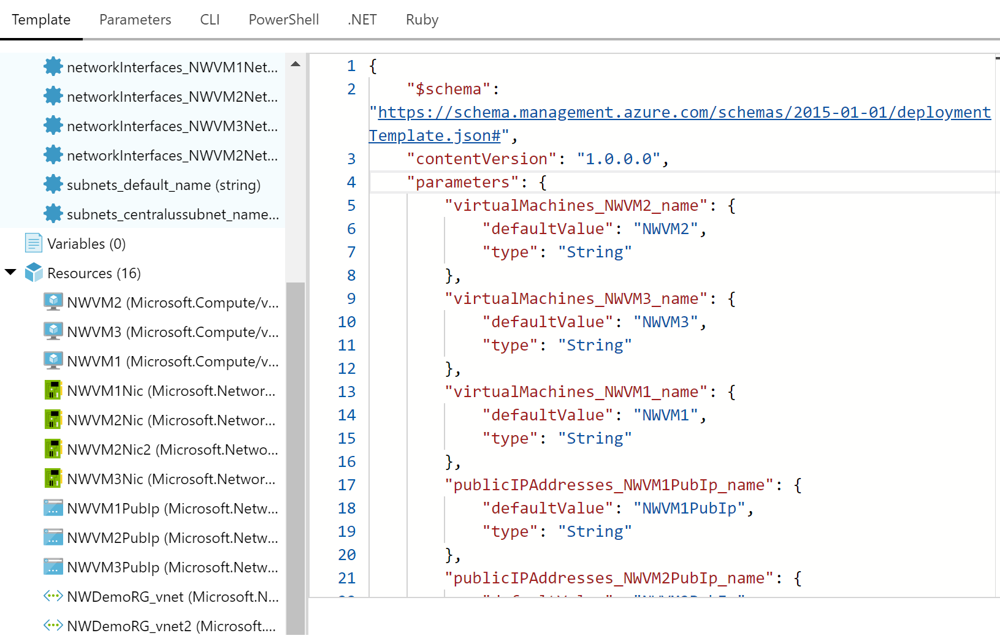 Template Parameters CLI PowerShell .NET Ruby
networkInterfaces_NWVM1Net...
networkInterfaces_NWVM2Net...
networkInterfaces_NWVM3Net...
networkInterfaces_NWVM2Net...
subnets_default_name (string)
subnets_centralussubnet_name...
Variables (0)
Resources (16)
NWVM2 (Microsoft.Compute/v...
NWVM3 (Microsoft.Compute/v...
NWVM1 (Microsoft.Compute/v...
NWVM1Nic (Microsoft.Networ...
NWVM2Nic (Microsoft.Networ...
NWVM2Nic2 (Microsoft.Netwo...
NWVM3Nic (Microsoft.Networ...
NWVM1PubIp (Microsoft.Netw...
NWVM2PubIp (Microsoft.Netw...
NWVM3PubIp (Microsoft.Netw...
NWDemoRG_vnet (Microsoft.N...
NWDemoRG_vnet2 (Microsoft....
1 {
2 "$schema":
"https://schema.management.azure.com/schemas/2015-01-01/deployment
Template.json#",
3 "contentVersion": "1.0.0.0",
4 "parameters": {
5 "virtualMachines_NWVM2_name": {
6 "defaultValue": "NWVM2",
7 "type": "String"
8 },
9 "virtualMachines_NWVM3_name": {
10 "defaultValue": "NWVM3",
11 "type": "String"
12 },
13 "virtualMachines_NWVM1_name": {
14 "defaultValue": "NWVM1",
15 "type": "String"
16 },
17 "publicIPAddresses_NWVM1PubIp_name": {
18 "defaultValue": "NWVM1PubIp",
19 "type": "String"
20 },
21 "publicIPAddresses_NWVM2PubIp_name": {